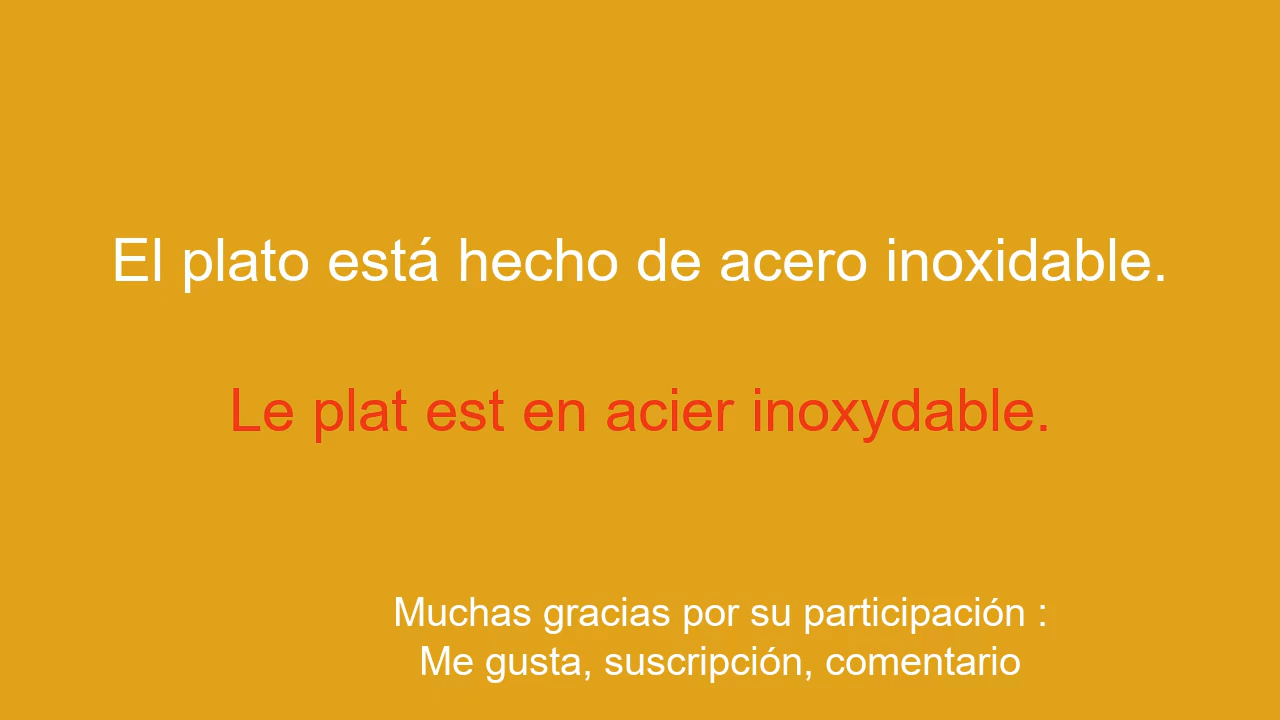 El plato está hecho de acero inoxidable.
Le plat est en acier inoxydable.
Muchas gracias por su participación :
Me gusta, suscripción, comentario